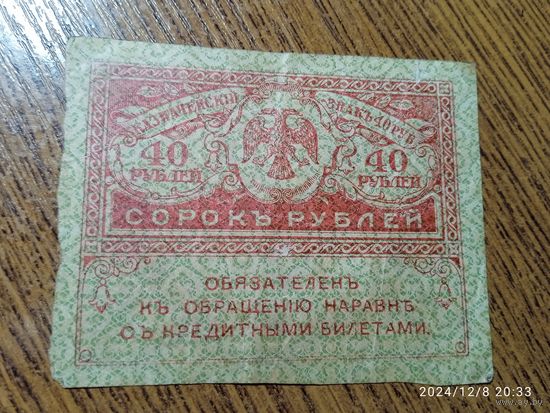 КАЗНАЧЕЙСКІЙ ЗНАКЪ 40 РУБ.
40 РУБЛЕЙ
40 РУБЛЕЙ
СОРОКЪ РУБЛЕЙ
ОБЯЗАТЕЛЕНЪ
КЪ ОБРАЩЕНІЮ НАРАВНѢ
СЪ КРЕДИТНЫМИ БИЛЕТАМИ.
2024/12/8 20:33